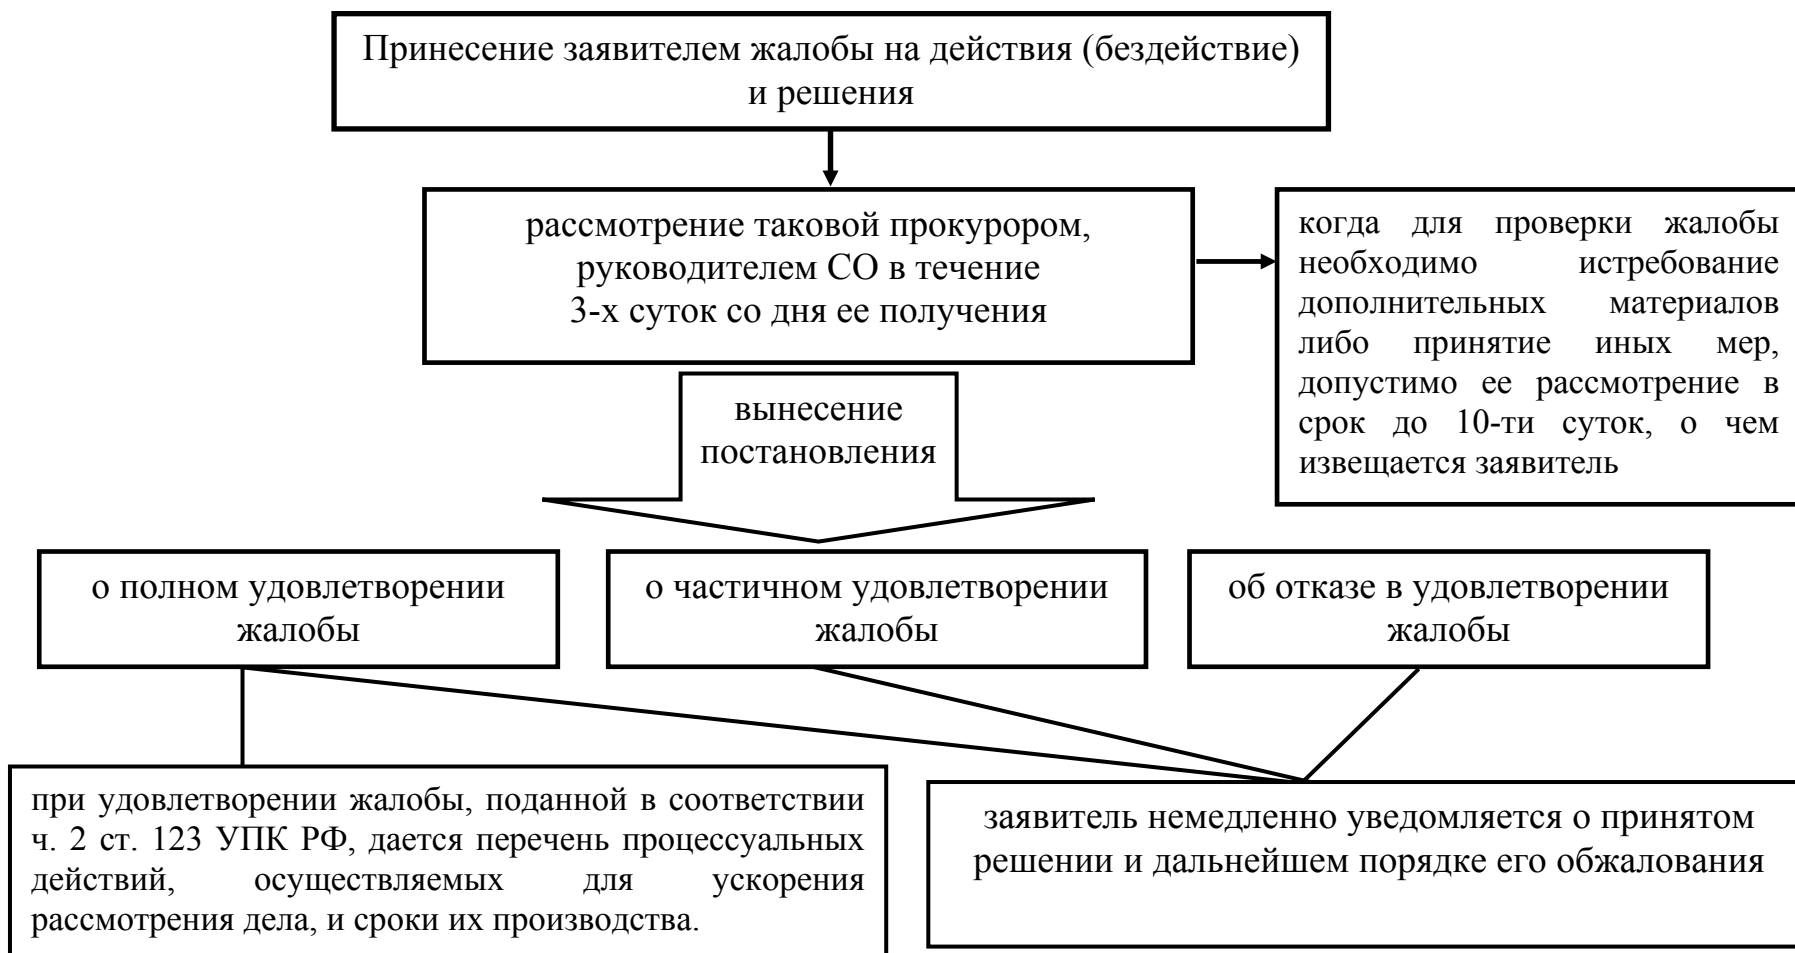 Принесение заявителем жалобы на действия (бездействие)
и решения
рассмотрение таковой прокурором,
руководителем СО в течение
3-х суток со дня ее получения
когда для проверки жалобы
необходимо истребование
дополнительных материалов
либо принятие иных мер,
допустимо ее рассмотрение в
срок до 10-ти суток, о чем
извещается заявитель
вынесение
постановления
о полном удовлетворении
жалобы
о частичном удовлетворении
жалобы
об отказе в удовлетворении
жалобы
при удовлетворении жалобы, поданной в соответствии
ч. 2 ст. 123 УПК РФ, дается перечень процессуальных
действий, осуществляемых для ускорения
рассмотрения дела, и сроки их производства.
заявитель немедленно уведомляется о принятом
решении и дальнейшем порядке его обжалования